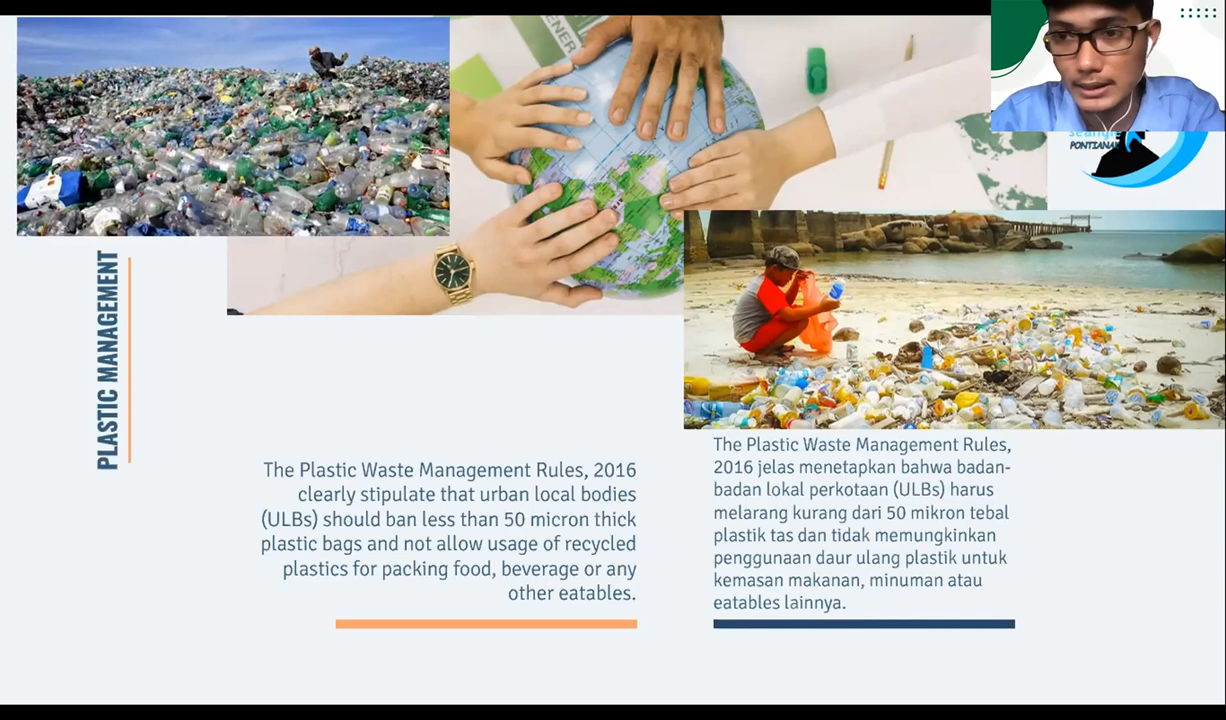 ENER
Seangle
PONTIANAK
PLASTIC MANAGEMENT
The Plastic Waste Management Rules, 2016
clearly stipulate that urban local bodies
(ULBs) should ban less than 50 micron thick
plastic bags and not allow usage of recycled
plastics for packing food, beverage or any
other eatables.
The Plastic Waste Management Rules,
2016 jelas menetapkan bahwa badan-
badan lokal perkotaan (ULBs) harus
melarang kurang dari 50 mikron tebal
plastik tas dan tidak memungkinkan
penggunaan daur ulang plastik untuk
kemasan makanan, minuman atau
eatables lainnya.